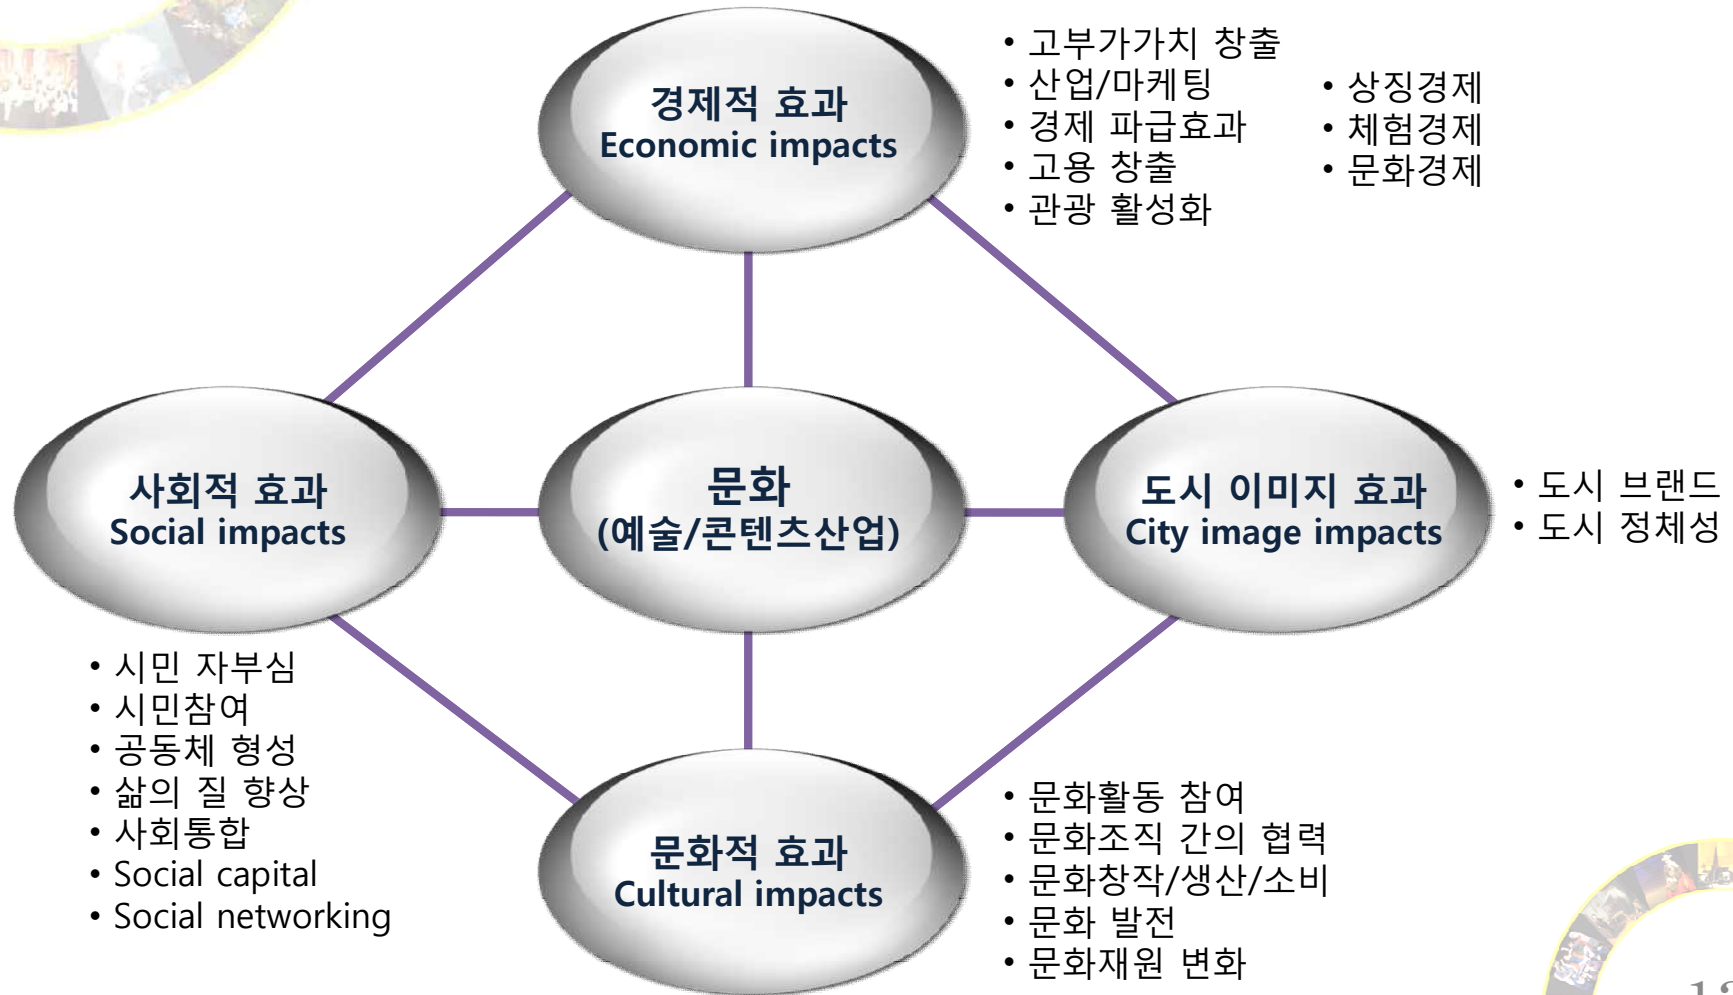 경제적 효과
Economic impacts
• 고부가가치 창출
• 산업/마케팅
• 경제 파급효과
• 고용 창출
• 관광 활성화
• 상징경제
• 체험경제
• 문화경제
사회적 효과
Social impacts
문화
(예술/콘텐츠산업)
도시 이미지 효과
City image impacts
• 도시 브랜드
• 도시 정체성
• 시민 자부심
• 시민참여
• 공동체 형성
• 삶의 질 향상
• 사회통합
• Social capital
• Social networking
문화적 효과
Cultural impacts
• 문화활동 참여
• 문화조직 간의 협력
• 문화창작/생산/소비
• 문화 발전
• 문화재원 변화